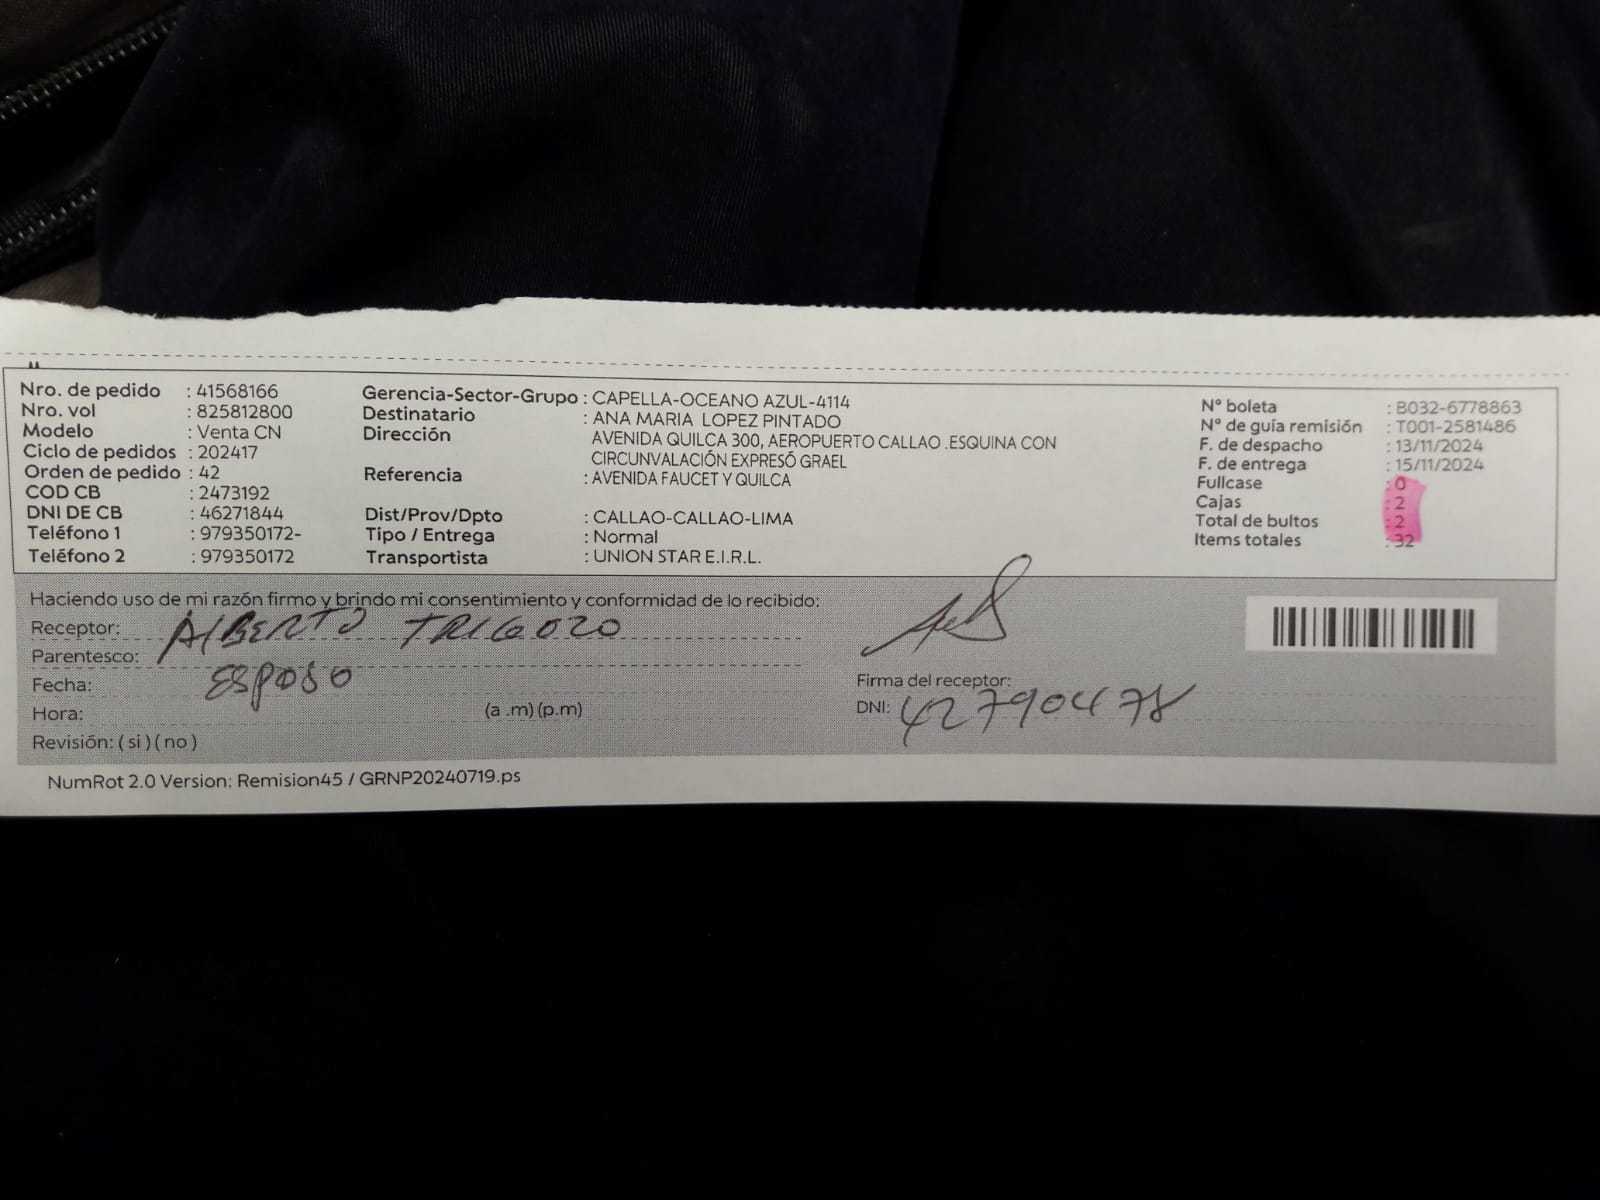 Nro. de pedido : 41568166
Nro. vol : 825812800
Modelo : Venta CN
Ciclo de pedidos : 202417
Orden de pedido : 42
COD CB : 2473192
DNI DE CB : 46271844
Teléfono 1 : 979350172-
Teléfono 2 : 979350172
Gerencia-Sector-Grupo : CAPELLA-OCEANO AZUL-4114
Destinatario : ANA MARIA LOPEZ PINTADO
Dirección AVENIDA QUILCA 300, AEROPUERTO CALLAO .ESQUINA CON
CIRCUNVALACIÓN EXPRESÓ GRAEL
Referencia : AVENIDA FAUCET Y QUILCA
Dist/Prov/Dpto : CALLAO-CALLAO-LIMA
Tipo / Entrega : Normal
Transportista : UNION STAR E.I.R.L.
N° boleta : B032-6778863
N° de guía remisión : T001-2581486
F. de despacho : 13/11/2024
F. de entrega : 15/11/2024
Fullcase : 0
Cajas : 2
Total de bultos : 2
Items totales : 32
Haciendo uso de mi razón firmo y brindo mi consentimiento y conformidad de lo recibido:
Receptor: AlBERTO TRIGOZO
Parentesco: ESPOSO
Fecha:
Hora: (a .m) (p.m)
Revisión: ( si ) ( no )
Firma del receptor:
DNI: 42790478
NumRot 2.0 Version: Remision45 / GRNP20240719.ps